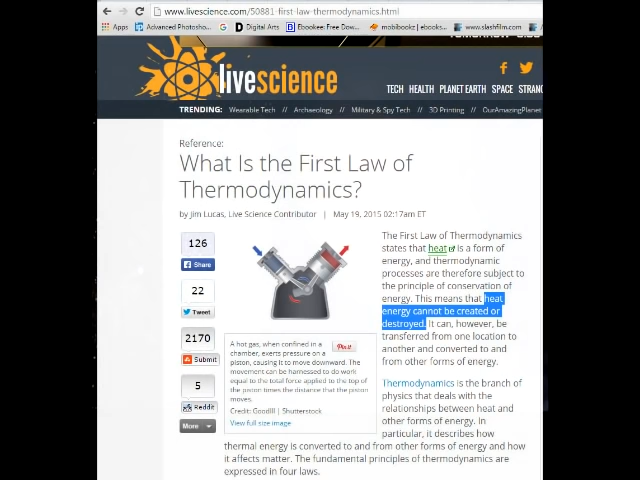 www.livescience.com/50881-first-law-thermodynamics.html
Apps Suggested Sites Advanced Photosho... Digital Arts Ebookee: Free Dow... mobibookz | ebooks... www.slashfilm.com Amaz
livescience
TECH HEALTH PLANET EARTH SPACE STRANG
TRENDING: Wearable Tech // Archaeology // Military & Spy Tech // 3D Printing // OurAmazingPlanet
Reference:
What Is the First Law of
Thermodynamics?
by Jim Lucas, Live Science Contributor | May 19, 2015 02:17am ET
126
Share
22
Tweet
2170
Submit
5
Reddit
More
A hot gas, when confined in a
chamber, exerts pressure on a
piston, causing it to move downward. The
movement can be harnessed to do work
equal to the total force applied to the top of
the piston times the distance that the piston
moves.
Pin it
Credit: Goodlll | Shutterstock
View full size image
The First Law of Thermodynamics
states that heat is a form of
energy, and thermodynamic
processes are therefore subject to
the principle of conservation of
energy. This means that heat
energy cannot be created or
destroyed. It can, however, be
transferred from one location to
another and converted to and
from other forms of energy.
Thermodynamics is the branch of
physics that deals with the
relationships between heat and
other forms of energy. In
particular, it describes how
thermal energy is converted to and from other forms of energy and how
it affects matter. The fundamental principles of thermodynamics are
expressed in four laws.